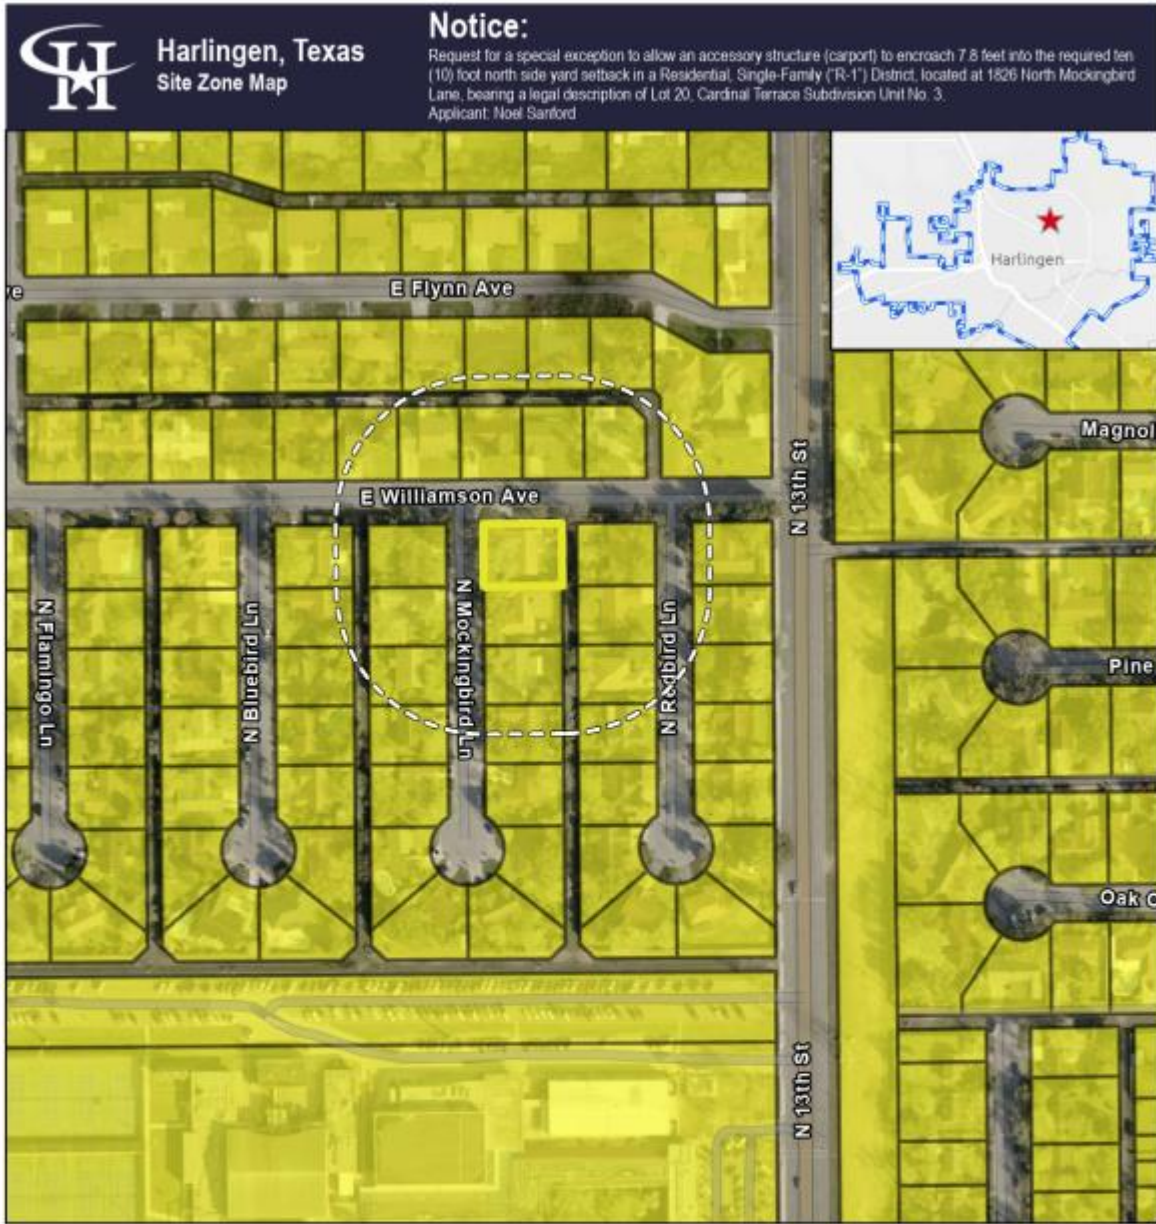 Harlingen, Texas
Site Zone Map
Notice:
Request for a special exception to allow an accessory structure (carport) to encroach 7.8 feet into the required ten
(10) foot north side yard setback in a Residential, Single-Family ("R-1") District, located at 1826 North Mockingbird
Lane, bearing a legal description of Lot 20, Cardinal Terrace Subdivision Unit No. 3.
Applicant: Noel Sanford
Harlingen
ve
E Flynn Ave
Magnol
E Williamson Ave
N 13th St
N Flamingo Ln
N Bluebird Ln
N Mockingbird Ln
N Redbird Ln
Pine
Oak C
N 13th St